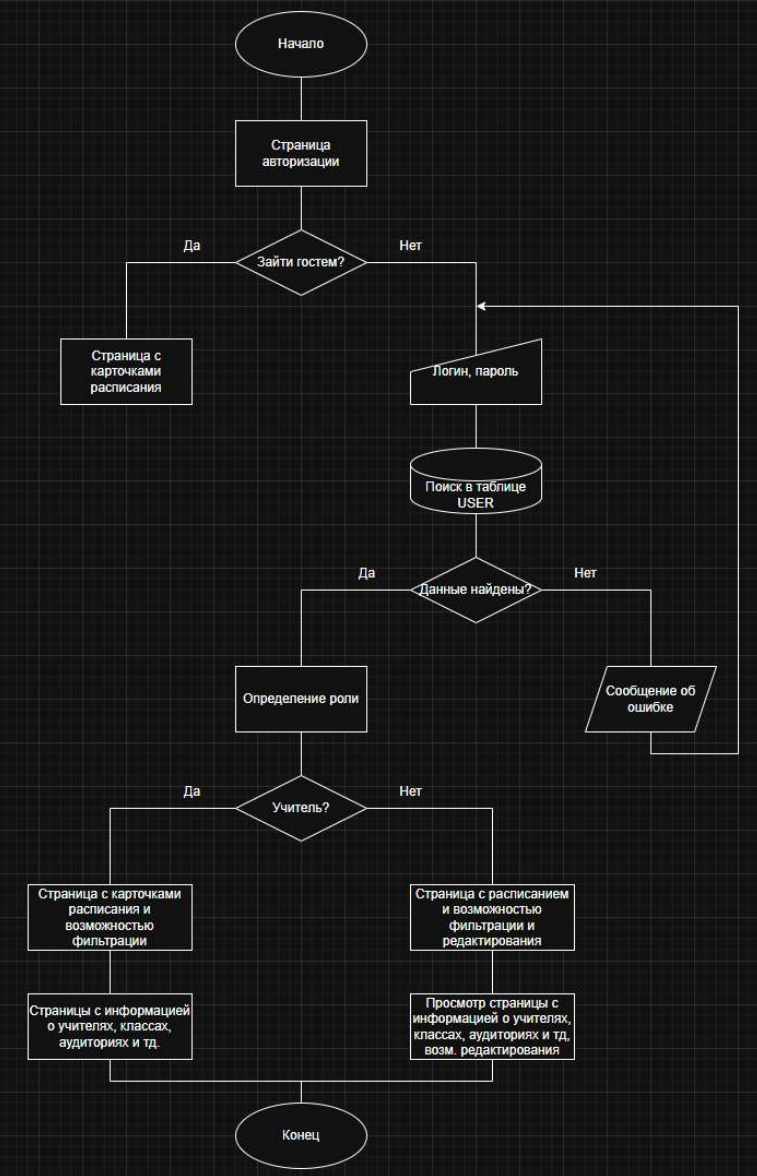 Начало
Страница
авторизации
Да
Зайти гостем?
Нет
Страница с
карточками
расписания
Логин, пароль
Поиск в таблице
USER
Да
Данные найдены?
Нет
Определение роли
Сообщение об
ошибке
Да
Учитель?
Нет
Страница с карточками
расписания и
возможностью
фильтрации
Страница с расписанием
и возможностью
фильтрации и
редактирования
Страницы с информацией
о учителях, классах,
аудиториях и тд.
Просмотр страницы с
информацией о учителях,
классах, аудиториях и тд,
возм. редактирования
Конец